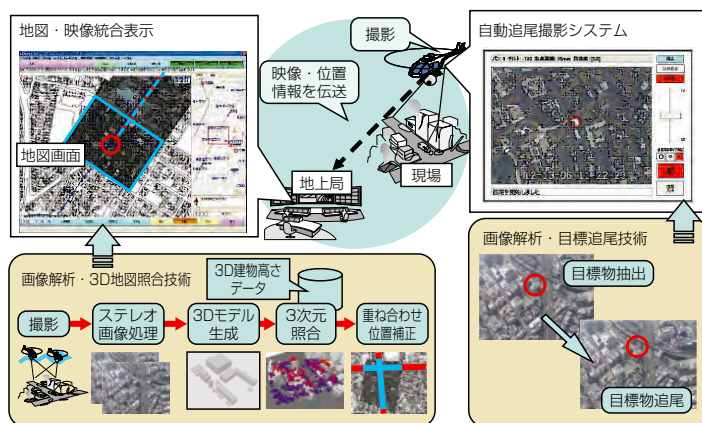 地図・映像統合表示
地図画面
撮影
映像・位置
情報を伝送
地上局
現場
自動追尾撮影システム
画像解析・3D地図照合技術
3D建物高さ
データ
撮影
ステレオ
画像処理
3Dモデル
生成
3次元
照合
重ね合わせ
位置補正
画像解析・目標追尾技術
目標物抽出
目標物追尾